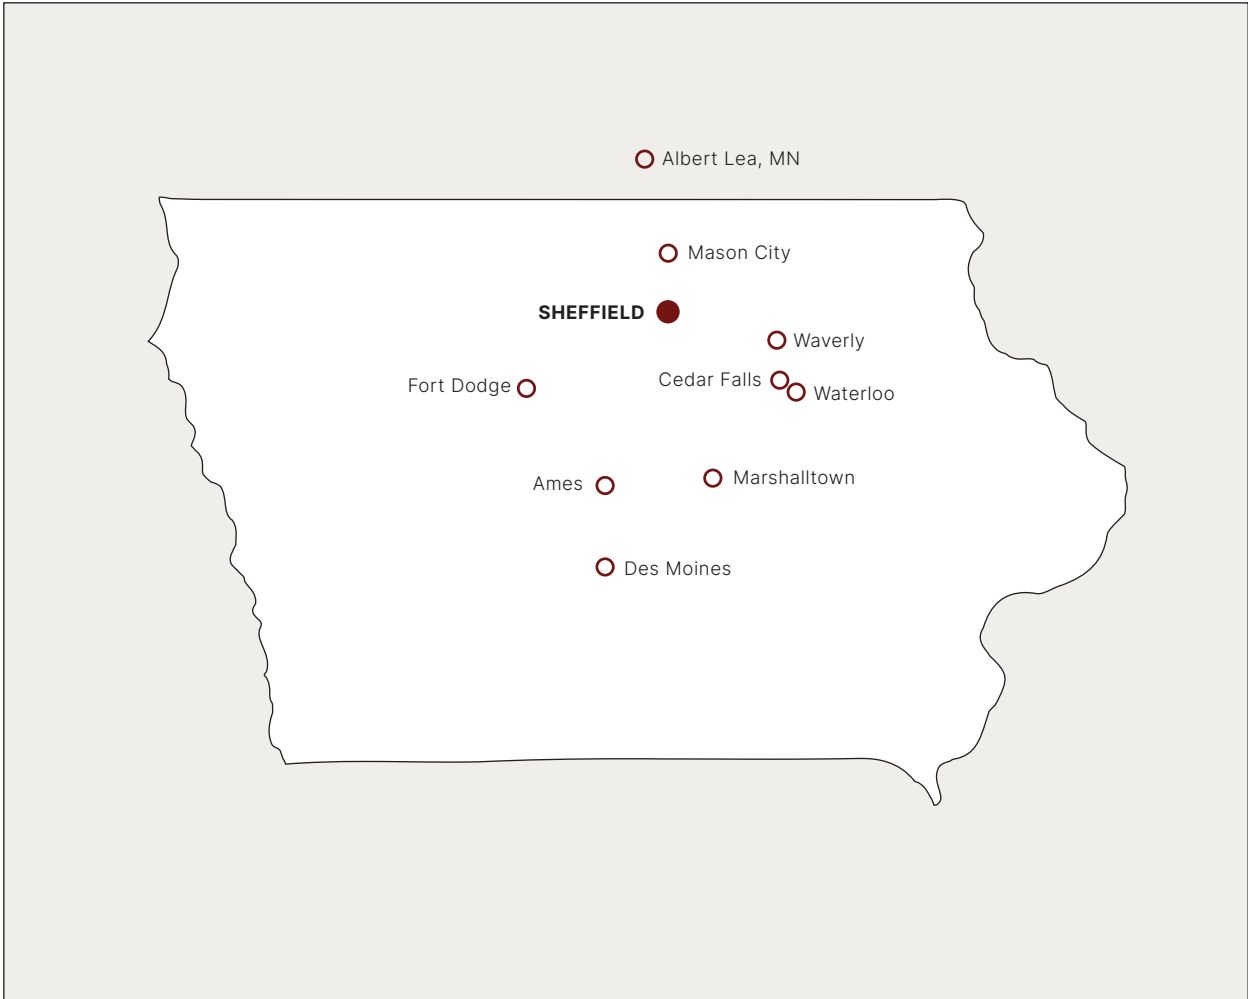 Albert Lea, MN
Mason City
SHEFFIELD
Waverly
Cedar Falls
Fort Dodge
Waterloo
Marshalltown
Ames
Des Moines